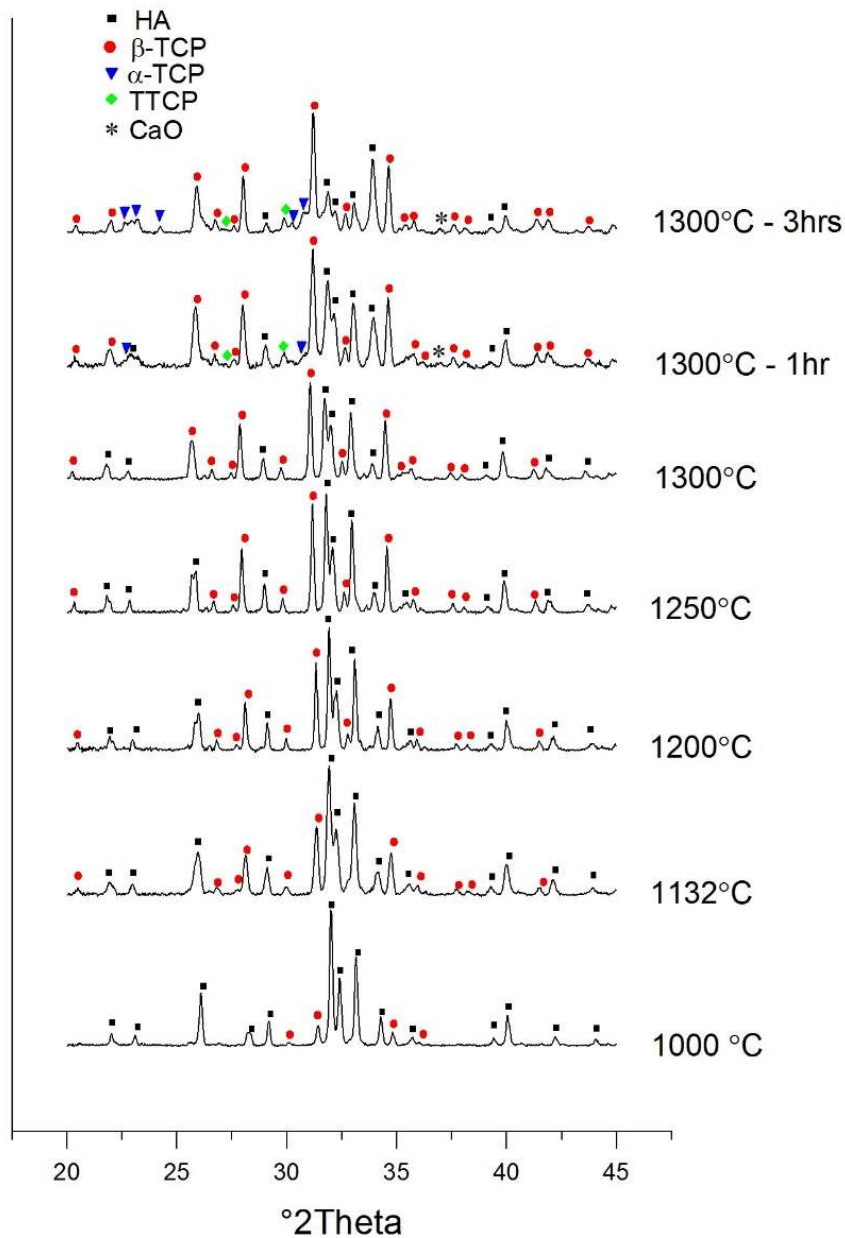 HA
β-TCP
α-TCP
TTCP
CaO
1300°C - 3hrs
1300°C - 1hr
1300°C
1250°C
1200°C
1132°C
1000 °C
20 25 30 35 40 45
°2Theta